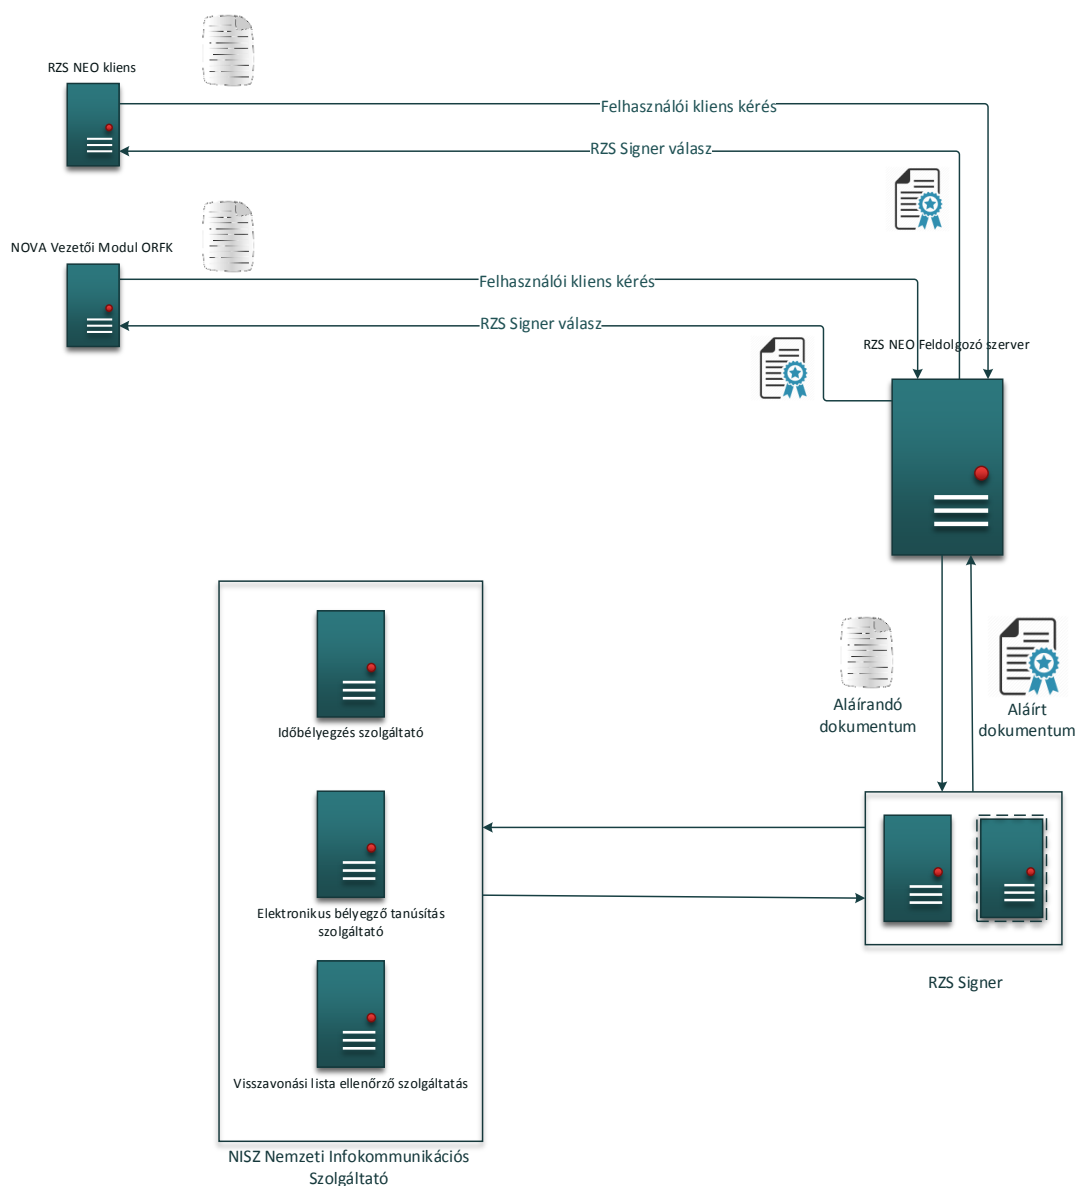 RZS NEO kliens
Felhasználói kliens kérés
RZS Signer válasz
NOVA Vezetői Modul ORFK
Felhasználói kliens kérés
RZS Signer válasz
RZS NEO Feldolgozó szerver
Aláírandó
dokumentum
Aláírt
dokumentum
Időbélyegzés szolgáltató
Elektronikus bélyegző tanúsítás
szolgáltató
RZS Signer
Visszavonási lista ellenőrző szolgáltatás
NISZ Nemzeti Infokommunikációs
Szolgáltató